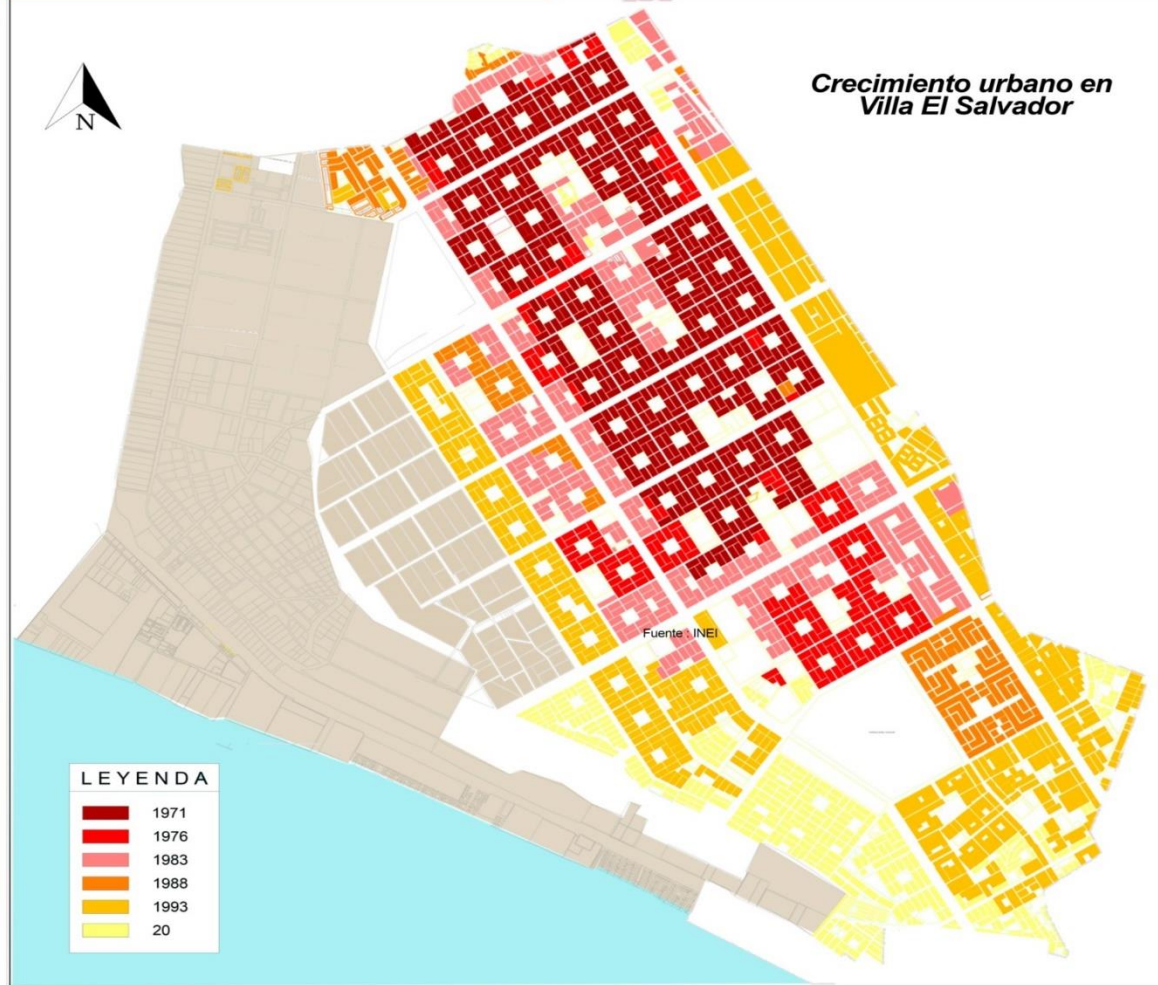 Crecimiento urbano en
Villa El Salvador
N
Fuente : INEI
LEYENDA
1971
1976
1983
1988
1993
20